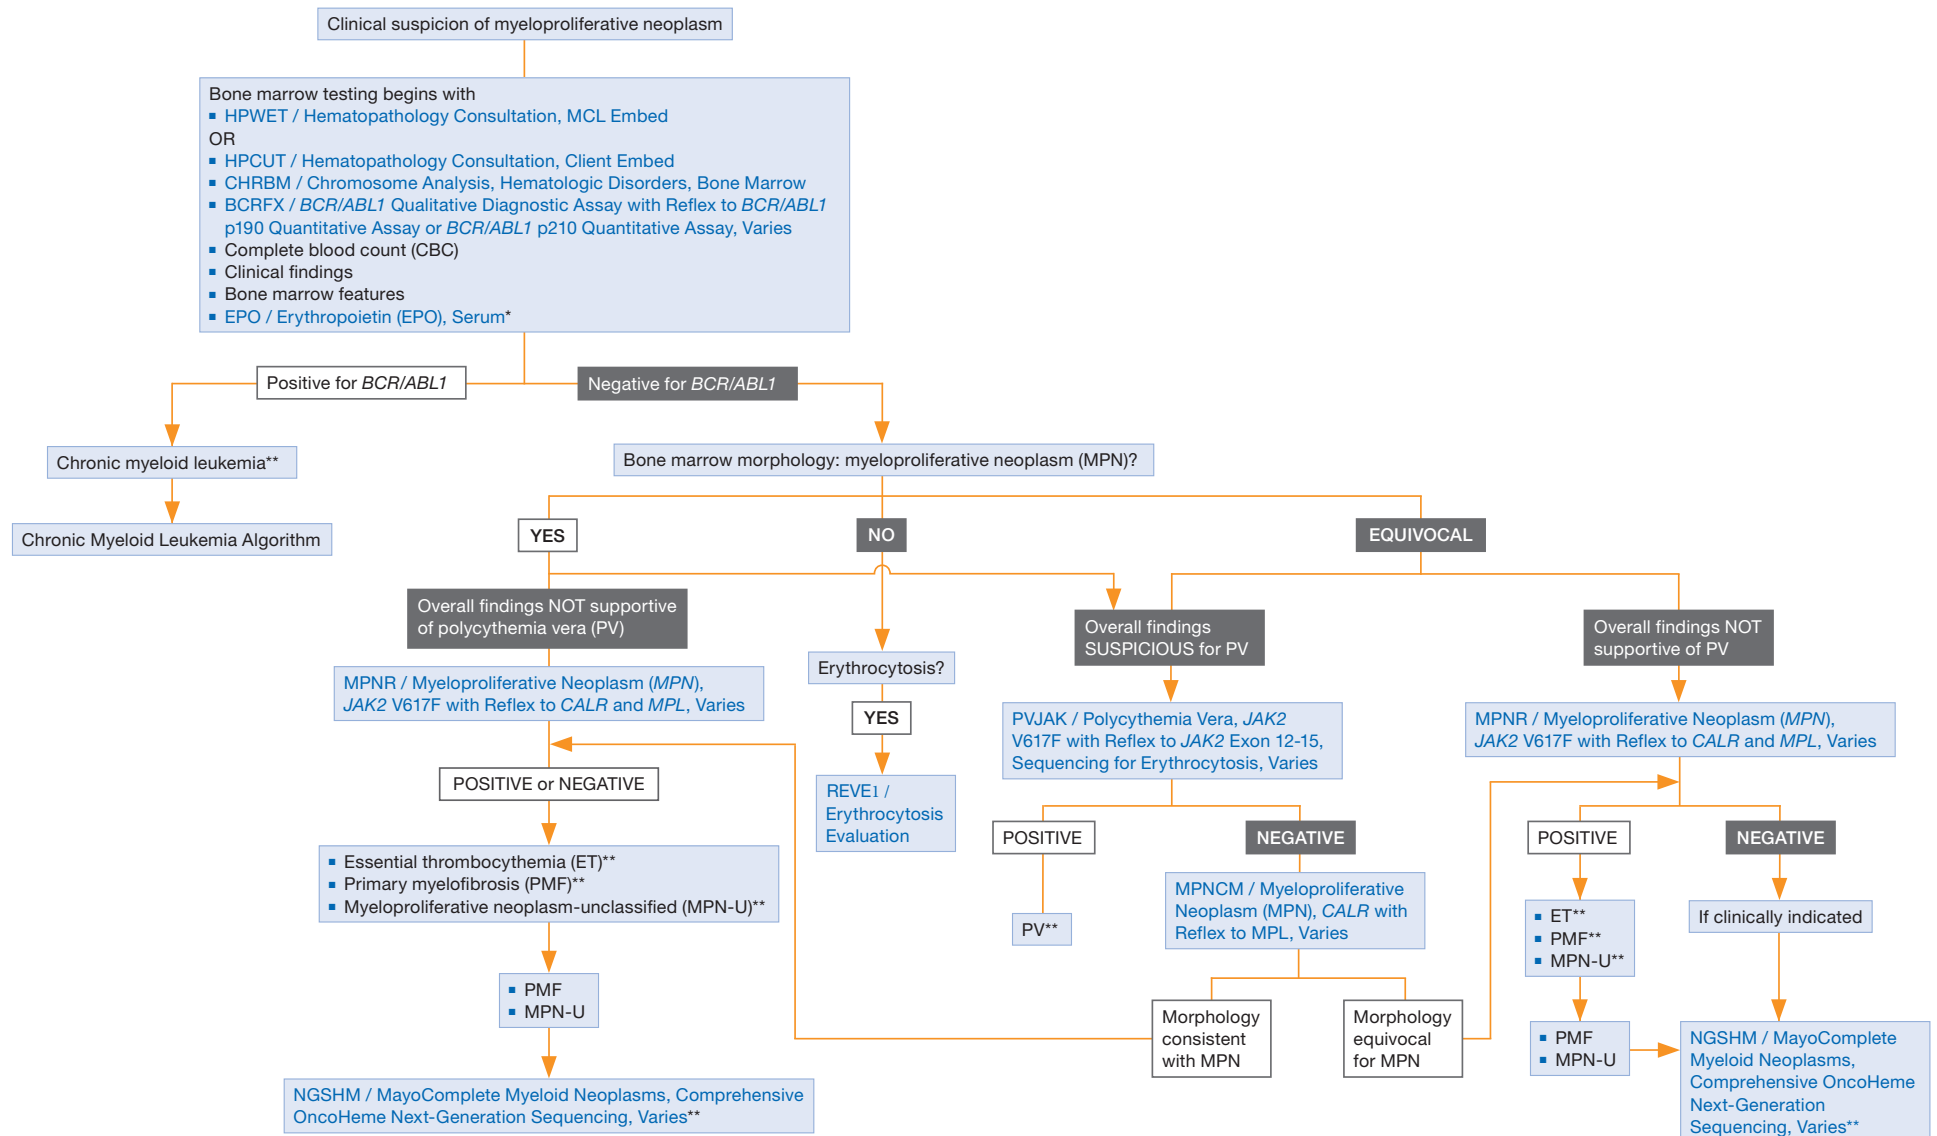 Clinical suspicion of myeloproliferative neoplasm
Bone marrow testing begins with
▪ HPWET / Hematopathology Consultation, MCL Embed
OR
▪ HPCUT / Hematopathology Consultation, Client Embed
▪ CHRBM / Chromosome Analysis, Hematologic Disorders, Bone Marrow
▪ BCRFX / BCR/ABL1 Qualitative Diagnostic Assay with Reflex to BCR/ABL1
p190 Quantitative Assay or BCR/ABL1 p210 Quantitative Assay, Varies
▪ Complete blood count (CBC)
▪ Clinical findings
▪ Bone marrow features
▪ EPO / Erythropoietin (EPO), Serum*
Positive for BCR/ABL1
Negative for BCR/ABL1
Chronic myeloid leukemia**
Chronic Myeloid Leukemia Algorithm
Bone marrow morphology: myeloproliferative neoplasm (MPN)?
YES
NO
EQUIVOCAL
Overall findings NOT supportive
of polycythemia vera (PV)
MPNR / Myeloproliferative Neoplasm (MPN),
JAK2 V617F with Reflex to CALR and MPL, Varies
POSITIVE or NEGATIVE
▪ Essential thrombocythemia (ET)**
▪ Primary myelofibrosis (PMF)**
▪ Myeloproliferative neoplasm-unclassified (MPN-U)**
▪ PMF
▪ MPN-U
NGSHM / MayoComplete Myeloid Neoplasms, Comprehensive
OncoHeme Next-Generation Sequencing, Varies**
Erythrocytosis?
YES
REVE1 /
Erythrocytosis
Evaluation
Overall findings
SUSPICIOUS for PV
PVJAK / Polycythemia Vera, JAK2
V617F with Reflex to JAK2 Exon 12-15,
Sequencing for Erythrocytosis, Varies
POSITIVE
NEGATIVE
PV**
MPNCM / Myeloproliferative
Neoplasm (MPN), CALR with
Reflex to MPL, Varies
Morphology
consistent
with MPN
Morphology
equivocal
for MPN
Overall findings NOT
supportive of PV
MPNR / Myeloproliferative Neoplasm (MPN),
JAK2 V617F with Reflex to CALR and MPL, Varies
POSITIVE
NEGATIVE
▪ ET**
▪ PMF**
▪ MPN-U**
If clinically indicated
▪ PMF
▪ MPN-U
NGSHM / MayoComplete
Myeloid Neoplasms,
Comprehensive OncoHeme
Next-Generation
Sequencing, Varies**